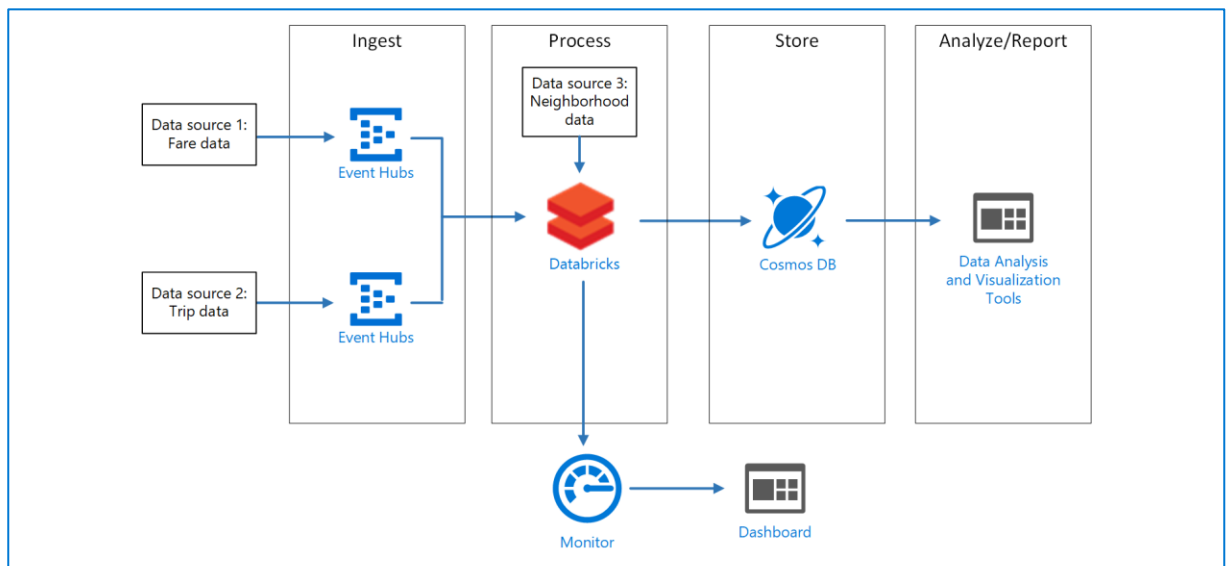 Ingest
Process
Store
Analyze/Report
Data source 1:
Fare data
Event Hubs
Data source 3:
Neighborhood
data
Databricks
Cosmos DB
Data Analysis
and Visualization
Tools
Data source 2:
Trip data
Event Hubs
Monitor
Dashboard